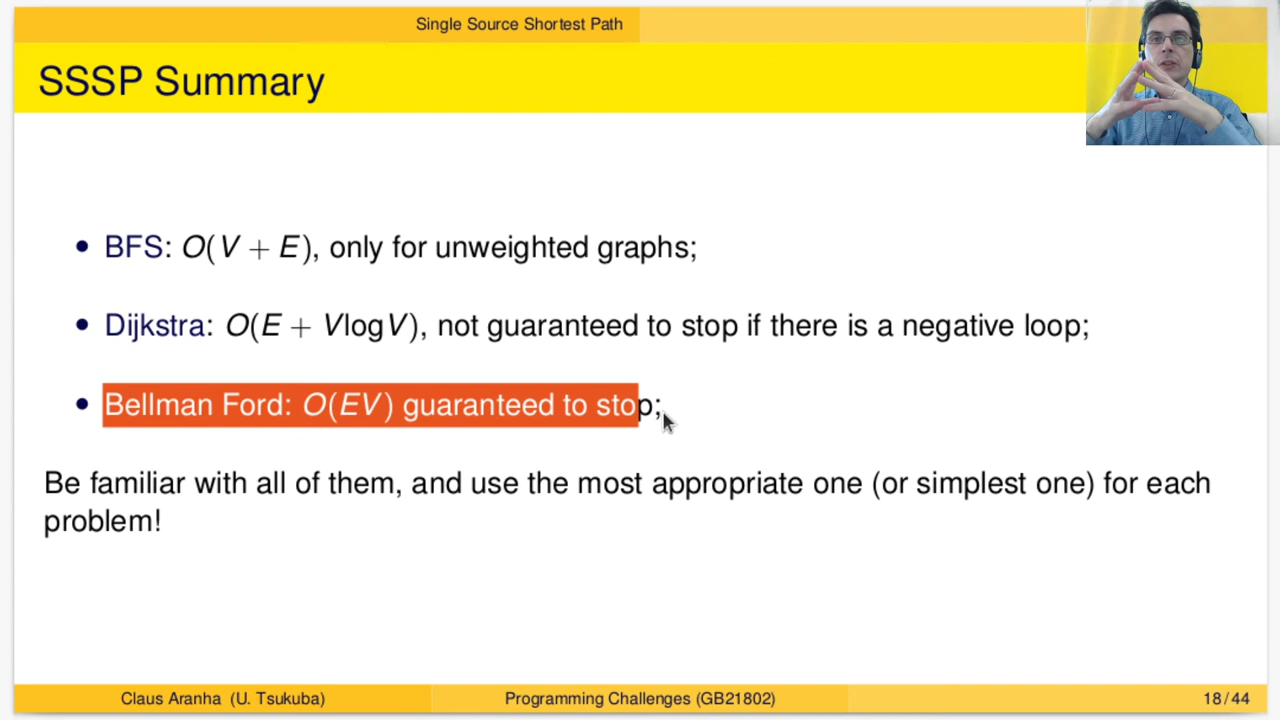 Single Source Shortest Path
SSSP Summary
• BFS: O(V + E), only for unweighted graphs;
• Dijkstra: O(E + VlogV), not guaranteed to stop if there is a negative loop;
• Bellman Ford: O(EV) guaranteed to stop;
Be familiar with all of them, and use the most appropriate one (or simplest one) for each
problem!
Claus Aranha (U. Tsukuba)
Programming Challenges (GB21802)
18 / 44